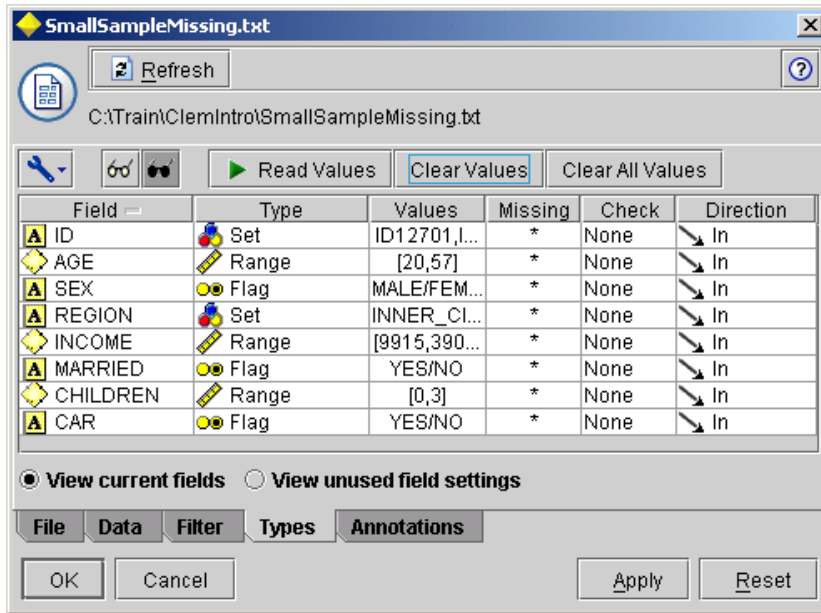 SmallSampleMissing.txt
Refresh
C:\Train\ClemIntro\SmallSampleMissing.txt
Read Values Clear Values Clear All Values
Field Type Values Missing Check Direction
A ID Set ID12701,I... * None In
AGE Range [20,57] * None In
A SEX Flag MALE/FEM... * None In
A REGION Set INNER_CI... * None In
INCOME Range [9915,390... * None In
A MARRIED Flag YES/NO * None In
CHILDREN Range [0,3] * None In
A CAR Flag YES/NO * None In
View current fields View unused field settings
File Data Filter Types Annotations
OK Cancel Apply Reset